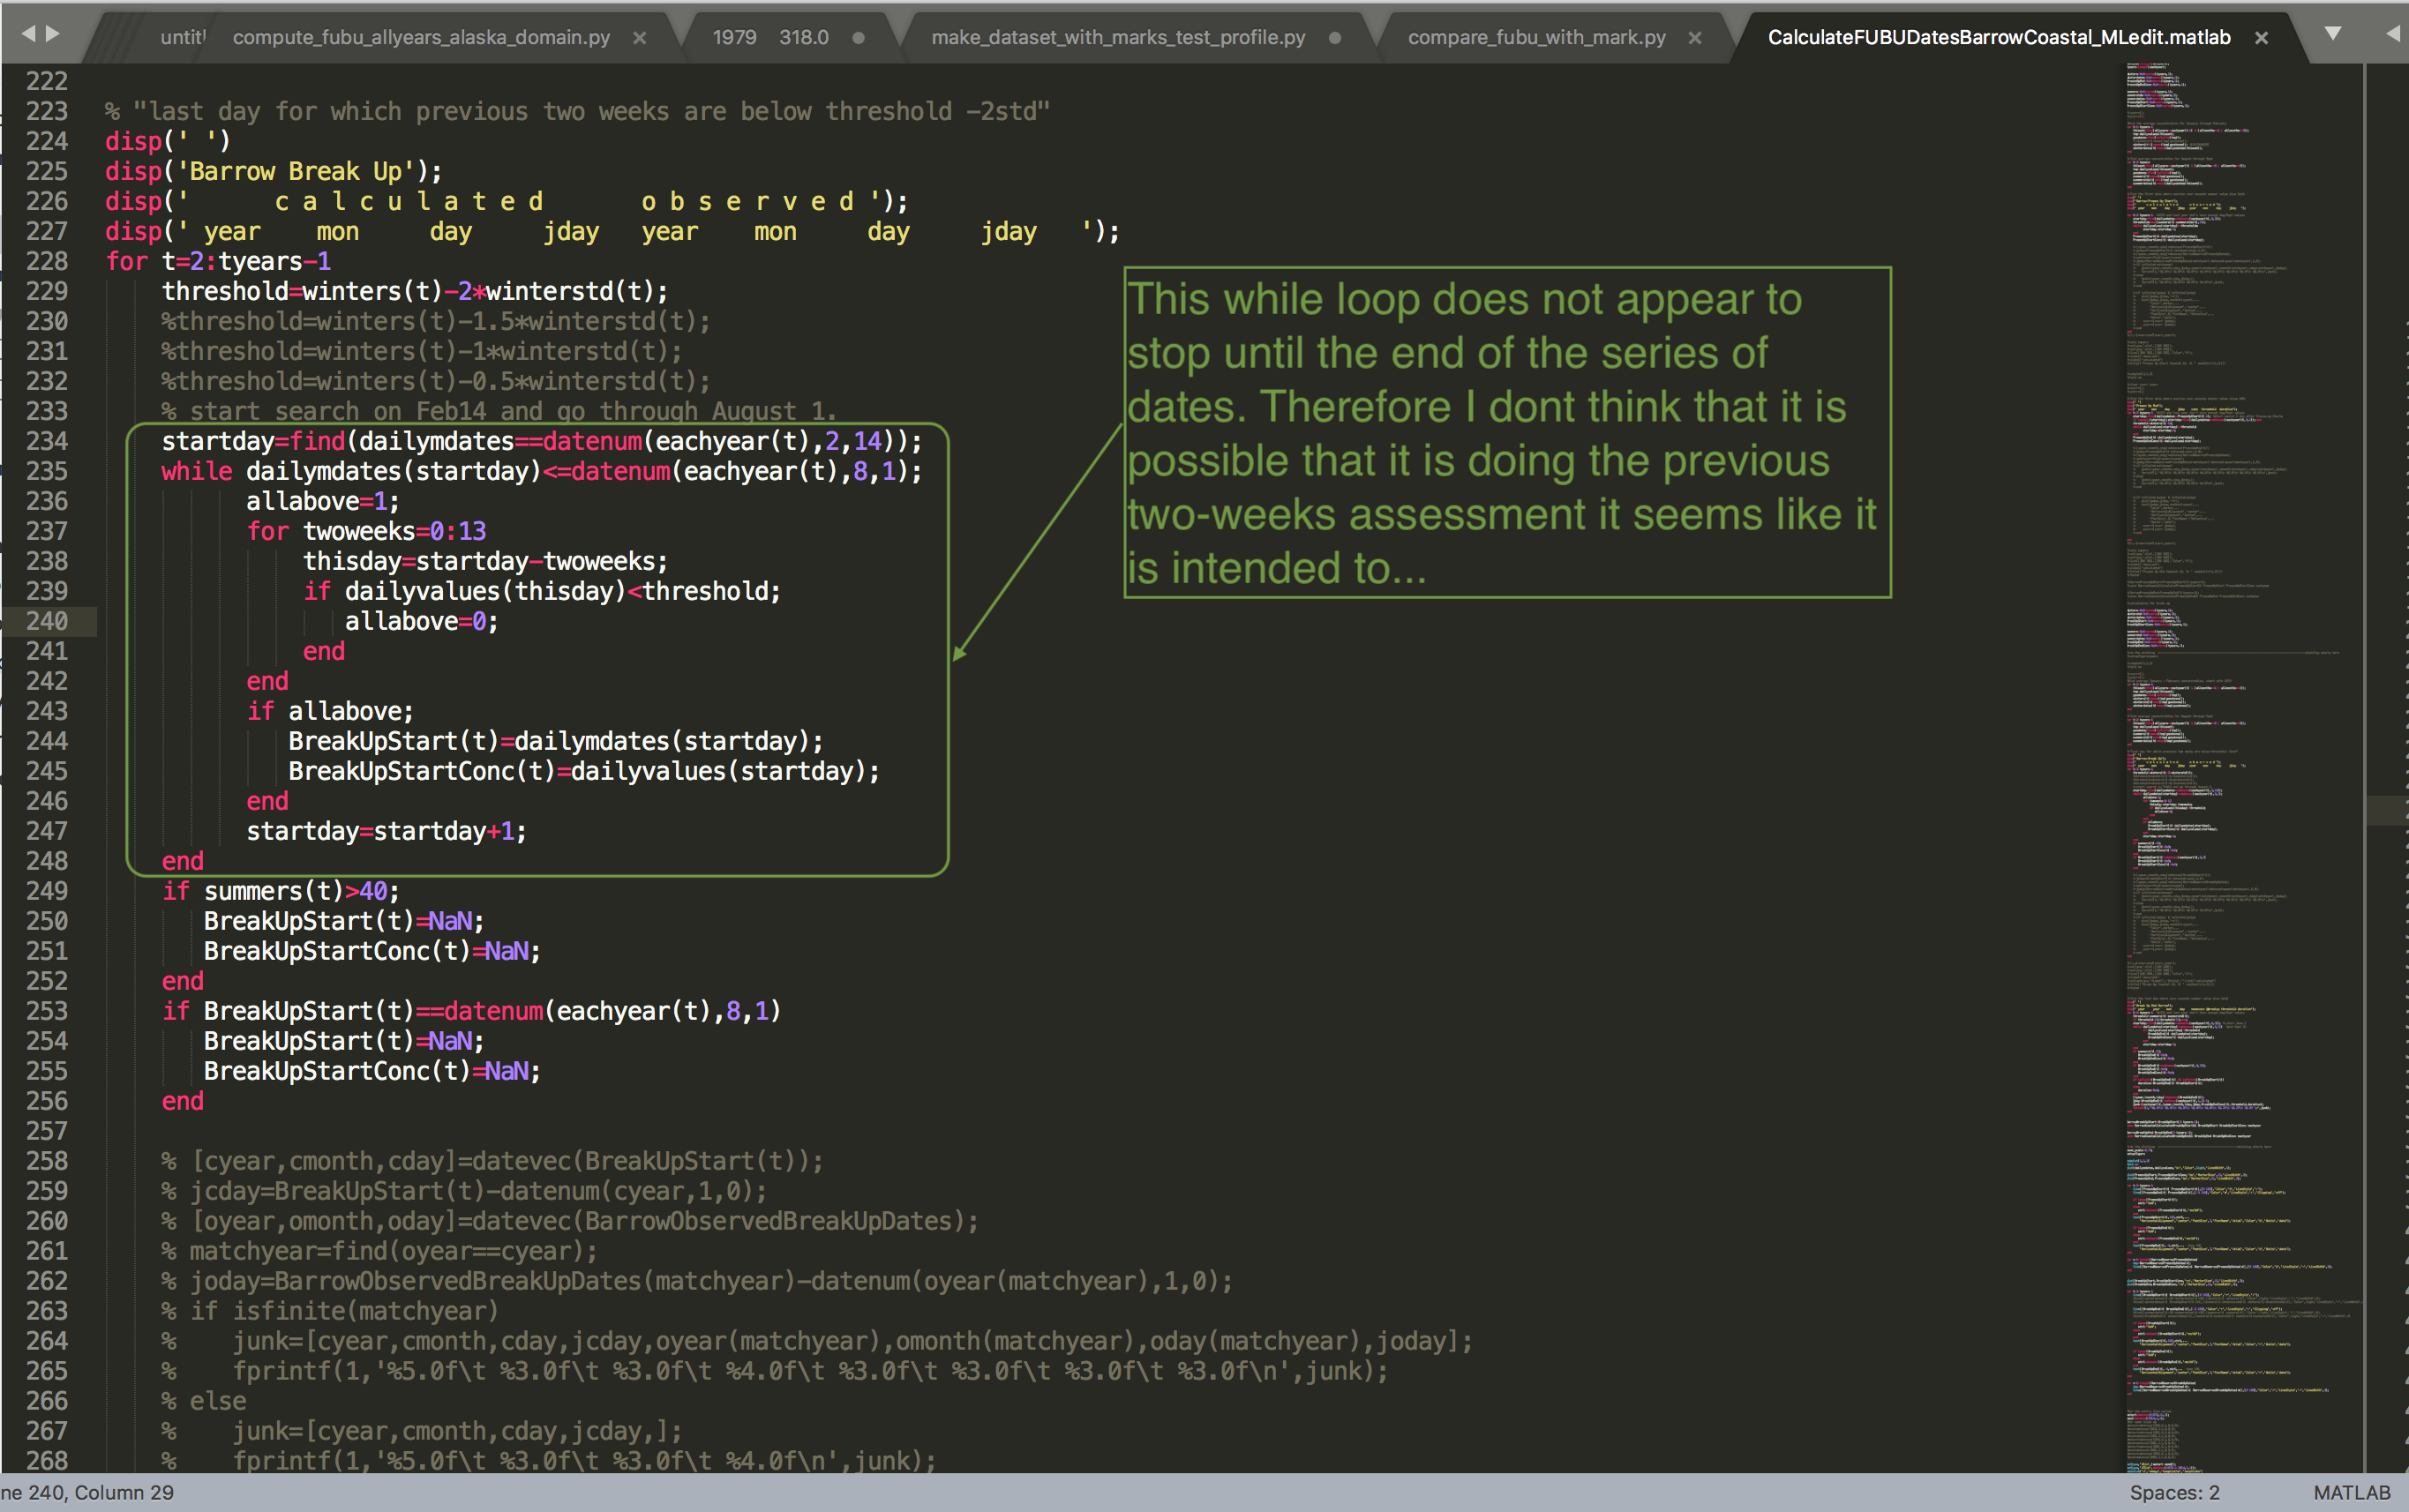 untitl compute_fubu_allyears_alaska_domain.py × 1979 318.0 make_dataset_with_marks_test_profile.py compare_fubu_with_mark.py × CalculateFUBUDatesBarrowCoastal_MLedit.matlab ×
222
223 % "last day for which previous two weeks are below threshold -2std"
224 disp(' ')
225 disp('Barrow Break Up');
226 disp('      c a l c u l a t e d       o b s e r v e d ');
227 disp(' year    mon     day     jday   year    mon     day     jday   ');
228 for t=2:tyears-1
229     threshold=winters(t)-2*winterstd(t);
230     %threshold=winters(t)-1.5*winterstd(t);
231     %threshold=winters(t)-1*winterstd(t);
232     %threshold=winters(t)-0.5*winterstd(t);
233     % start search on Feb14 and go through August 1.
234     startday=find(dailymdates==datenum(eachyear(t),2,14));
235     while dailymdates(startday)<=datenum(eachyear(t),8,1);
236           allabove=1;
237           for twoweeks=0:13
238               thisday=startday-twoweeks;
239               if dailyvalues(thisday)<threshold;
240                  allabove=0;
241               end
242           end
243           if allabove;
244              BreakUpStart(t)=dailymdates(startday);
245              BreakUpStartConc(t)=dailyvalues(startday);
246           end
247           startday=startday+1;
248     end
249     if summers(t)>40;
250        BreakUpStart(t)=NaN;
251        BreakUpStartConc(t)=NaN;
252     end
253     if BreakUpStart(t)==datenum(eachyear(t),8,1)
254        BreakUpStart(t)=NaN;
255        BreakUpStartConc(t)=NaN;
256     end
257
258     % [cyear,cmonth,cday]=datevec(BreakUpStart(t));
259     % jcday=BreakUpStart(t)-datenum(cyear,1,0);
260     % [oyear,omonth,oday]=datevec(BarrowObservedBreakUpDates);
261     % matchyear=find(oyear==cyear);
262     % joday=BarrowObservedBreakUpDates(matchyear)-datenum(oyear(matchyear),1,0);
263     % if isfinite(matchyear)
264     %    junk=[cyear,cmonth,cday,jcday,oyear(matchyear),omonth(matchyear),oday(matchyear),joday];
265     %    fprintf(1,'%5.0f\t %3.0f\t %3.0f\t %4.0f\t %3.0f\t %3.0f\t %3.0f\t %3.0f\n',junk);
266     % else
267     %    junk=[cyear,cmonth,cday,jcday,];
268     %    fprintf(1,'%5.0f\t %3.0f\t %3.0f\t %4.0f\n',junk);
This while loop does not appear to
stop until the end of the series of
dates. Therefore I dont think that it is
possible that it is doing the previous
two-weeks assessment it seems like it
is intended to...
ne 240, Column 29 Spaces: 2 MATLAB